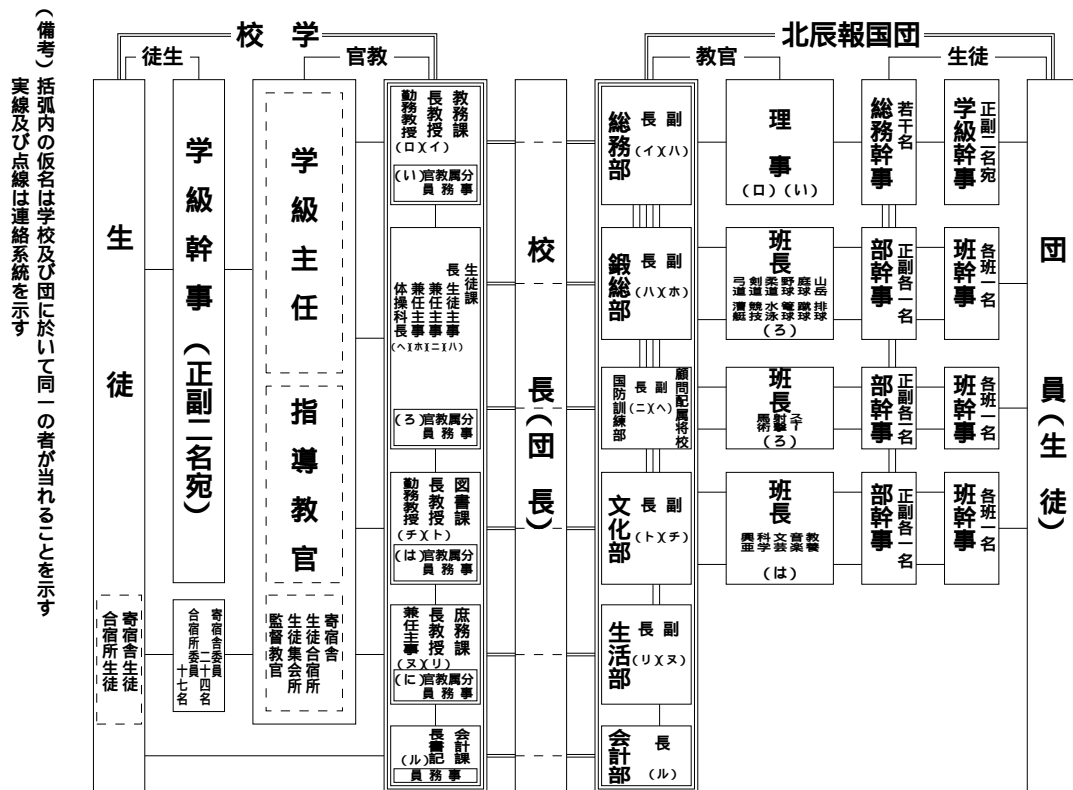 北辰報国団
生徒
教官
団員（生徒）
学級幹事
正副二名宛
班幹事
各班一名
班幹事
各班一名
班幹事
各班一名
総務幹事
若干名
部幹事
正副各一名
部幹事
正副各一名
部幹事
正副各一名
理事
（ロ）（い）
班長
山岳
庭球
野球
柔道
剣道
弓道
排球
蹴球
篭球
水泳
競技
漕艇
（ろ）
班長
射撃
馬術
（ろ）
班長
教養
音楽
文芸
科学
興亜
（は）
総務部
副（ハ）
長（イ）
鍛総部
副（ホ）
長（ハ）
顧問配属将校
国防訓練部
副（ヘ）
長（ニ）
文化部
副（チ）
長（ト）
生活部
副（ヌ）
長（リ）
会計部
長（ル）
校長（団長）
学校
教官
生徒
教務課
長教授（イ）
勤務教授（ロ）
分属教官（い）
事務員
生徒課
長 生徒主事（ハ）
兼任主事（ニ）
兼任主事（ホ）
体操科長（ヘ）
分属教官（ろ）
事務員
図書課
長教授（ト）
勤務教授（チ）
分属教官（は）
事務員
庶務課
長教授（リ）
兼任主事（ヌ）
分属教官（に）
事務員
会計課
長書記（ル）
事務員
学級主任
指導教官
寄宿舎
生徒合宿所
生徒集会所
監督教官
学級幹事（正副二名宛）
寄宿舎委員
二十四名
合宿所委員
十七名
生徒
寄宿舎生徒
合宿所生徒
（備考）括弧内の仮名は学校及び団に於いて同一の者が当れることを示す
実線及び点線は連絡系統を示す